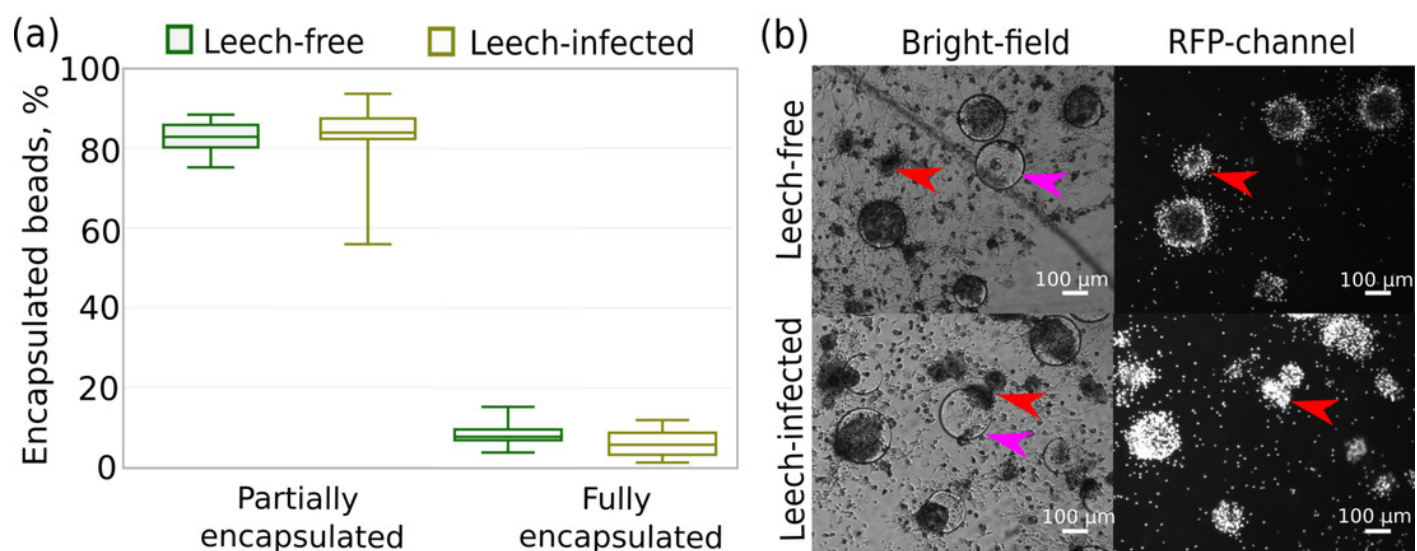 (a)
Leech-free
Leech-infected
Encapsulated beads, %
100
80
60
40
20
0
Partially
encapsulated
Fully
encapsulated
(b)
Bright-field
RFP-channel
Leech-free
100 µm
100 µm
Leech-infected
100 µm
100 µm